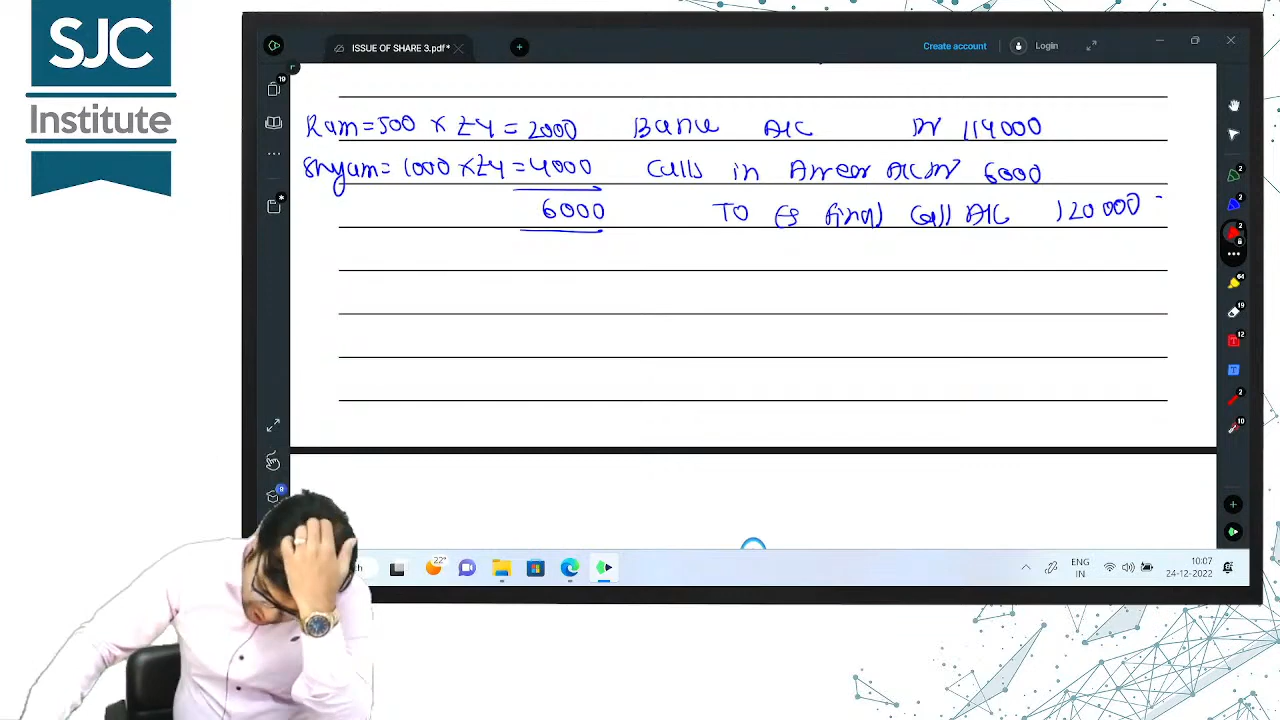 SJC
Institute
ISSUE OF SHARE 3.pdf*
Create account
Login
Ram = 500 x ₹4 = 2000
Bank A/C Dr 114000
Shyam = 1000 x ₹4 = 4000
Calls in Arrear A/C Dr 6000
6000
TO final Call A/C 120000
22°
ENG
IN
10:07
24-12-2022